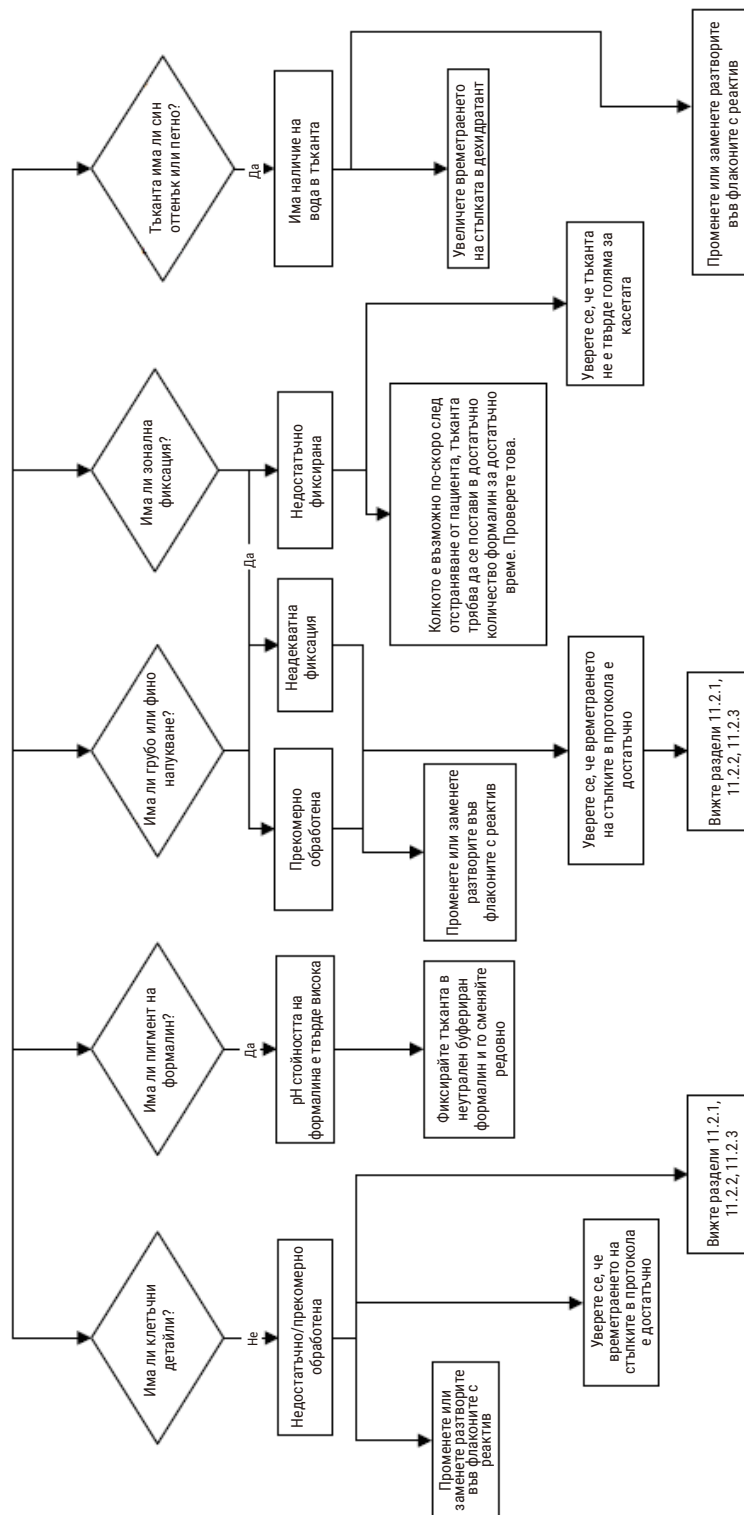 Има ли клетъчни
детайли?
Не
Недостатъчно/прекомерно
обработена
Променете или
заменете разтворите
във флаконите с
реактив
Уверете се, че
времетраенето на
стъпките в протокола
е достатъчно
Вижте раздели 11.2.1,
11.2.2, 11.2.3
Има ли пигмент на
формалин?
Да
pH стойността на
формалина е твърде висока
Фиксирайте тъканта в
неутрален буфериран
формалин и го сменяйте
редовно
Има ли грубо или фино
напукване?
Прекомерно
обработена
Неадекватна
фиксация
Променете или заменете
разтворите във
флаконите с реактив
Уверете се, че времетраенето
на стъпките в протокола е
достатъчно
Вижте раздели 11.2.1,
11.2.2, 11.2.3
Има ли зонална
фиксация?
Да
Недостатъчно
фиксирана
Колкото е възможно по-скоро след
отстраняване от пациента, тъканта
трябва да се постави в достатъчно
количество формалин за достатъчно
време. Проверете това.
Уверете се, че тъканта
не е твърде голяма за
касетата
Тъканта има ли син
оттенък или петно?
Да
Има наличие на
вода в тъканта
Увеличете времетраенето
на стъпката в дехидратант
Променете или заменете разтворите
във флаконите с реактив